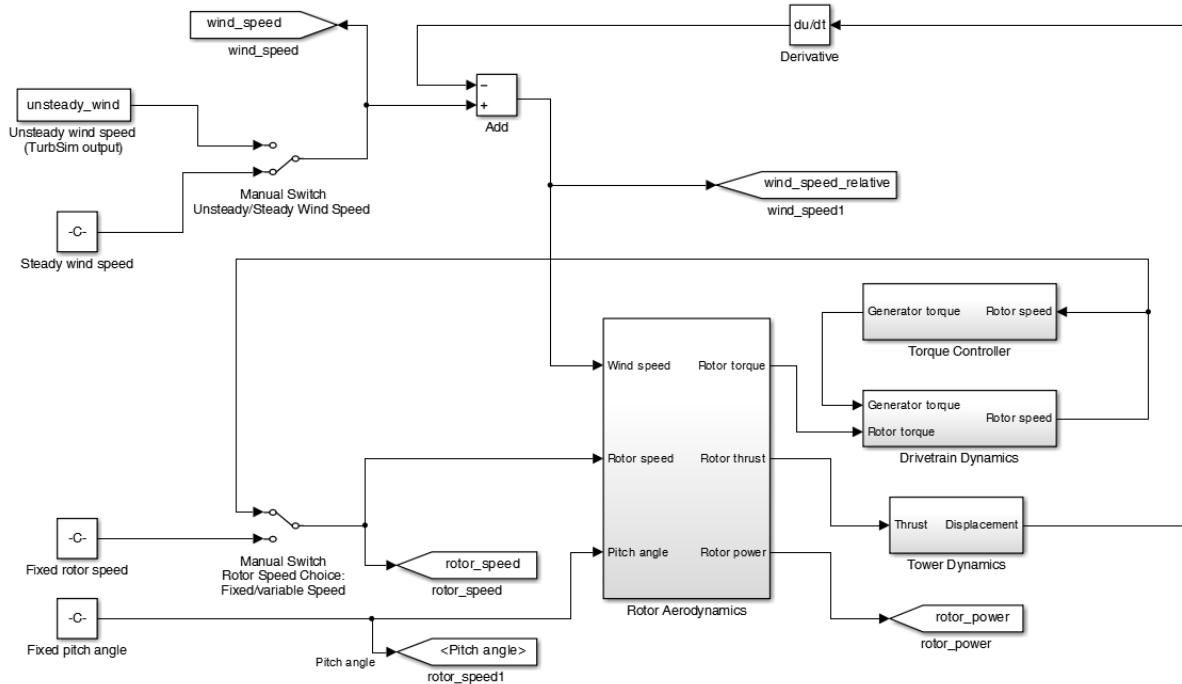 wind_speed
wind_speed
du/dt
Derivative
unsteady_wind
Unsteady wind speed
(TurbSim output)
−
+
Add
Manual Switch
Unsteady/Steady Wind Speed
-C-
Steady wind speed
wind_speed_relative
wind_speed1
Generator torque
Rotor speed
Torque Controller
Generator torque
Rotor torque
Rotor speed
Drivetrain Dynamics
Wind speed
Rotor speed
Pitch angle
Rotor torque
Rotor thrust
Rotor power
Rotor Aerodynamics
Thrust
Displacement
Tower Dynamics
-C-
Fixed rotor speed
Manual Switch
Rotor Speed Choice:
Fixed/variable Speed
rotor_speed
rotor_speed
-C-
Fixed pitch angle
Pitch angle
<Pitch angle>
rotor_speed1
rotor_power
rotor_power